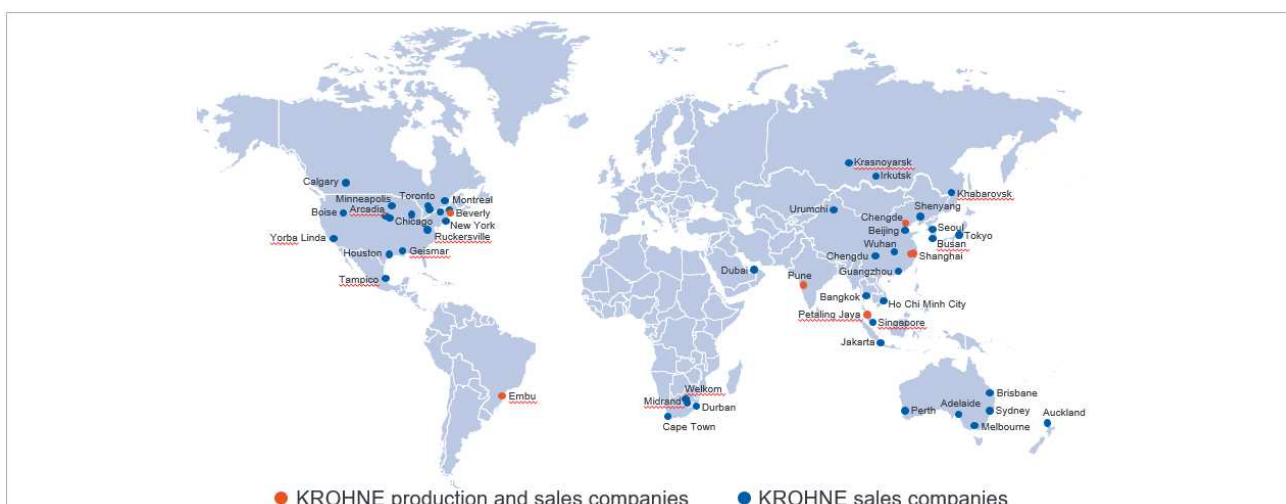 Krasnoyarsk
Irkutsk
Calgary
Khabarovsk
Minneapolis
Toronto
Montreal
Arcadia
Boise
Beverly
Urumchi
Shenyang
Chengde
Chicago
New York
Beijing
Seoul
Tokyo
Ruckersville
Yorba Linda
Wuhan
Busan
Houston
Geismar
Chengdu
Shanghai
Dubai
Pune
Guangzhou
Tampico
Bangkok
Ho Chi Minh City
Petaling Jaya
Singapore
Jakarta
Welkom
Embu
Midrand
Durban
Brisbane
Perth
Adelaide
Sydney
Auckland
Cape Town
Melbourne
KROHNE production and sales companies
KROHNE sales companies